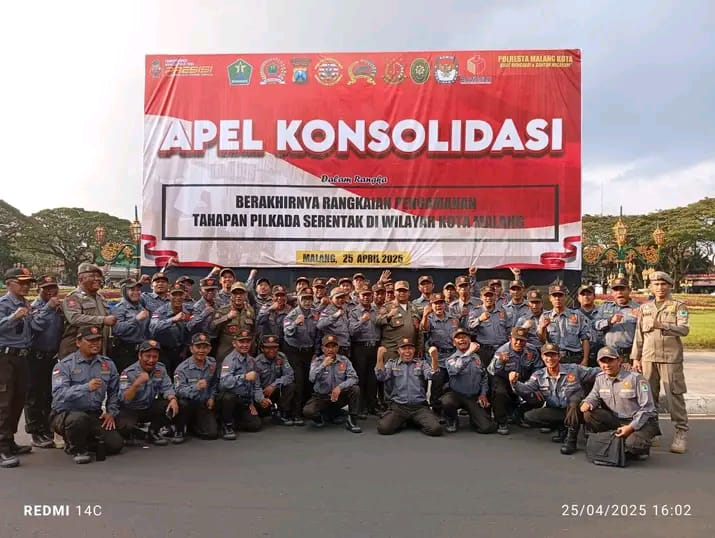 PRESISI
POLRESTA MALANG KOTA
APEL KONSOLIDASI
Dalam Rangka
BERAKHIRNYA RANGKAIAN PENGAMANAN
TAHAPAN PILKADA SERENTAK DI WILAYAH KOTA MALANG
MALANG, 25 APRIL 2025
REDMI 14C
25/04/2025 16:02